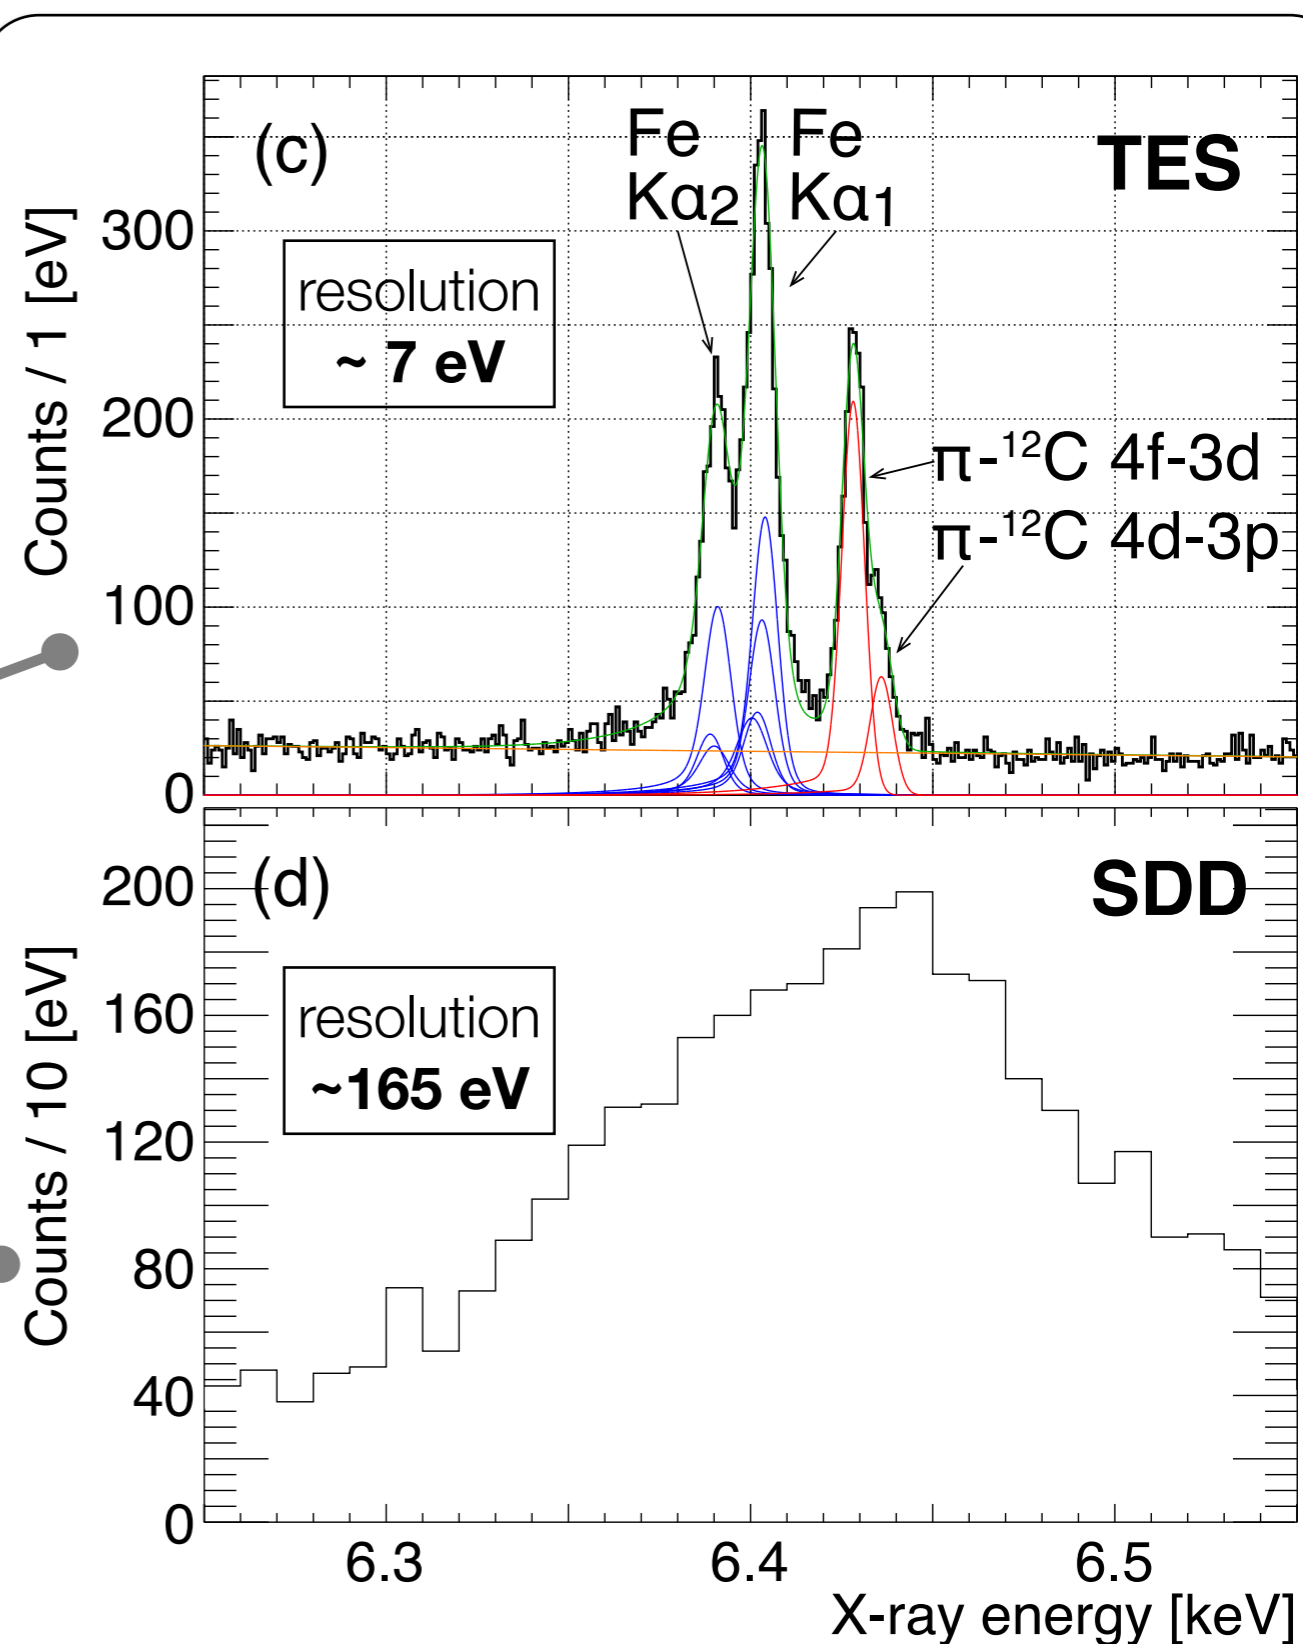 (c)
Fe
Kα2
Fe
Kα1
TES
resolution
~ 7 eV
π-¹²C 4f-3d
π-¹²C 4d-3p
Counts / 1 [eV]
300
200
100
0
(d)
SDD
resolution
~165 eV
Counts / 10 [eV]
200
160
120
80
40
0
6.3
6.4
6.5
X-ray energy [keV]